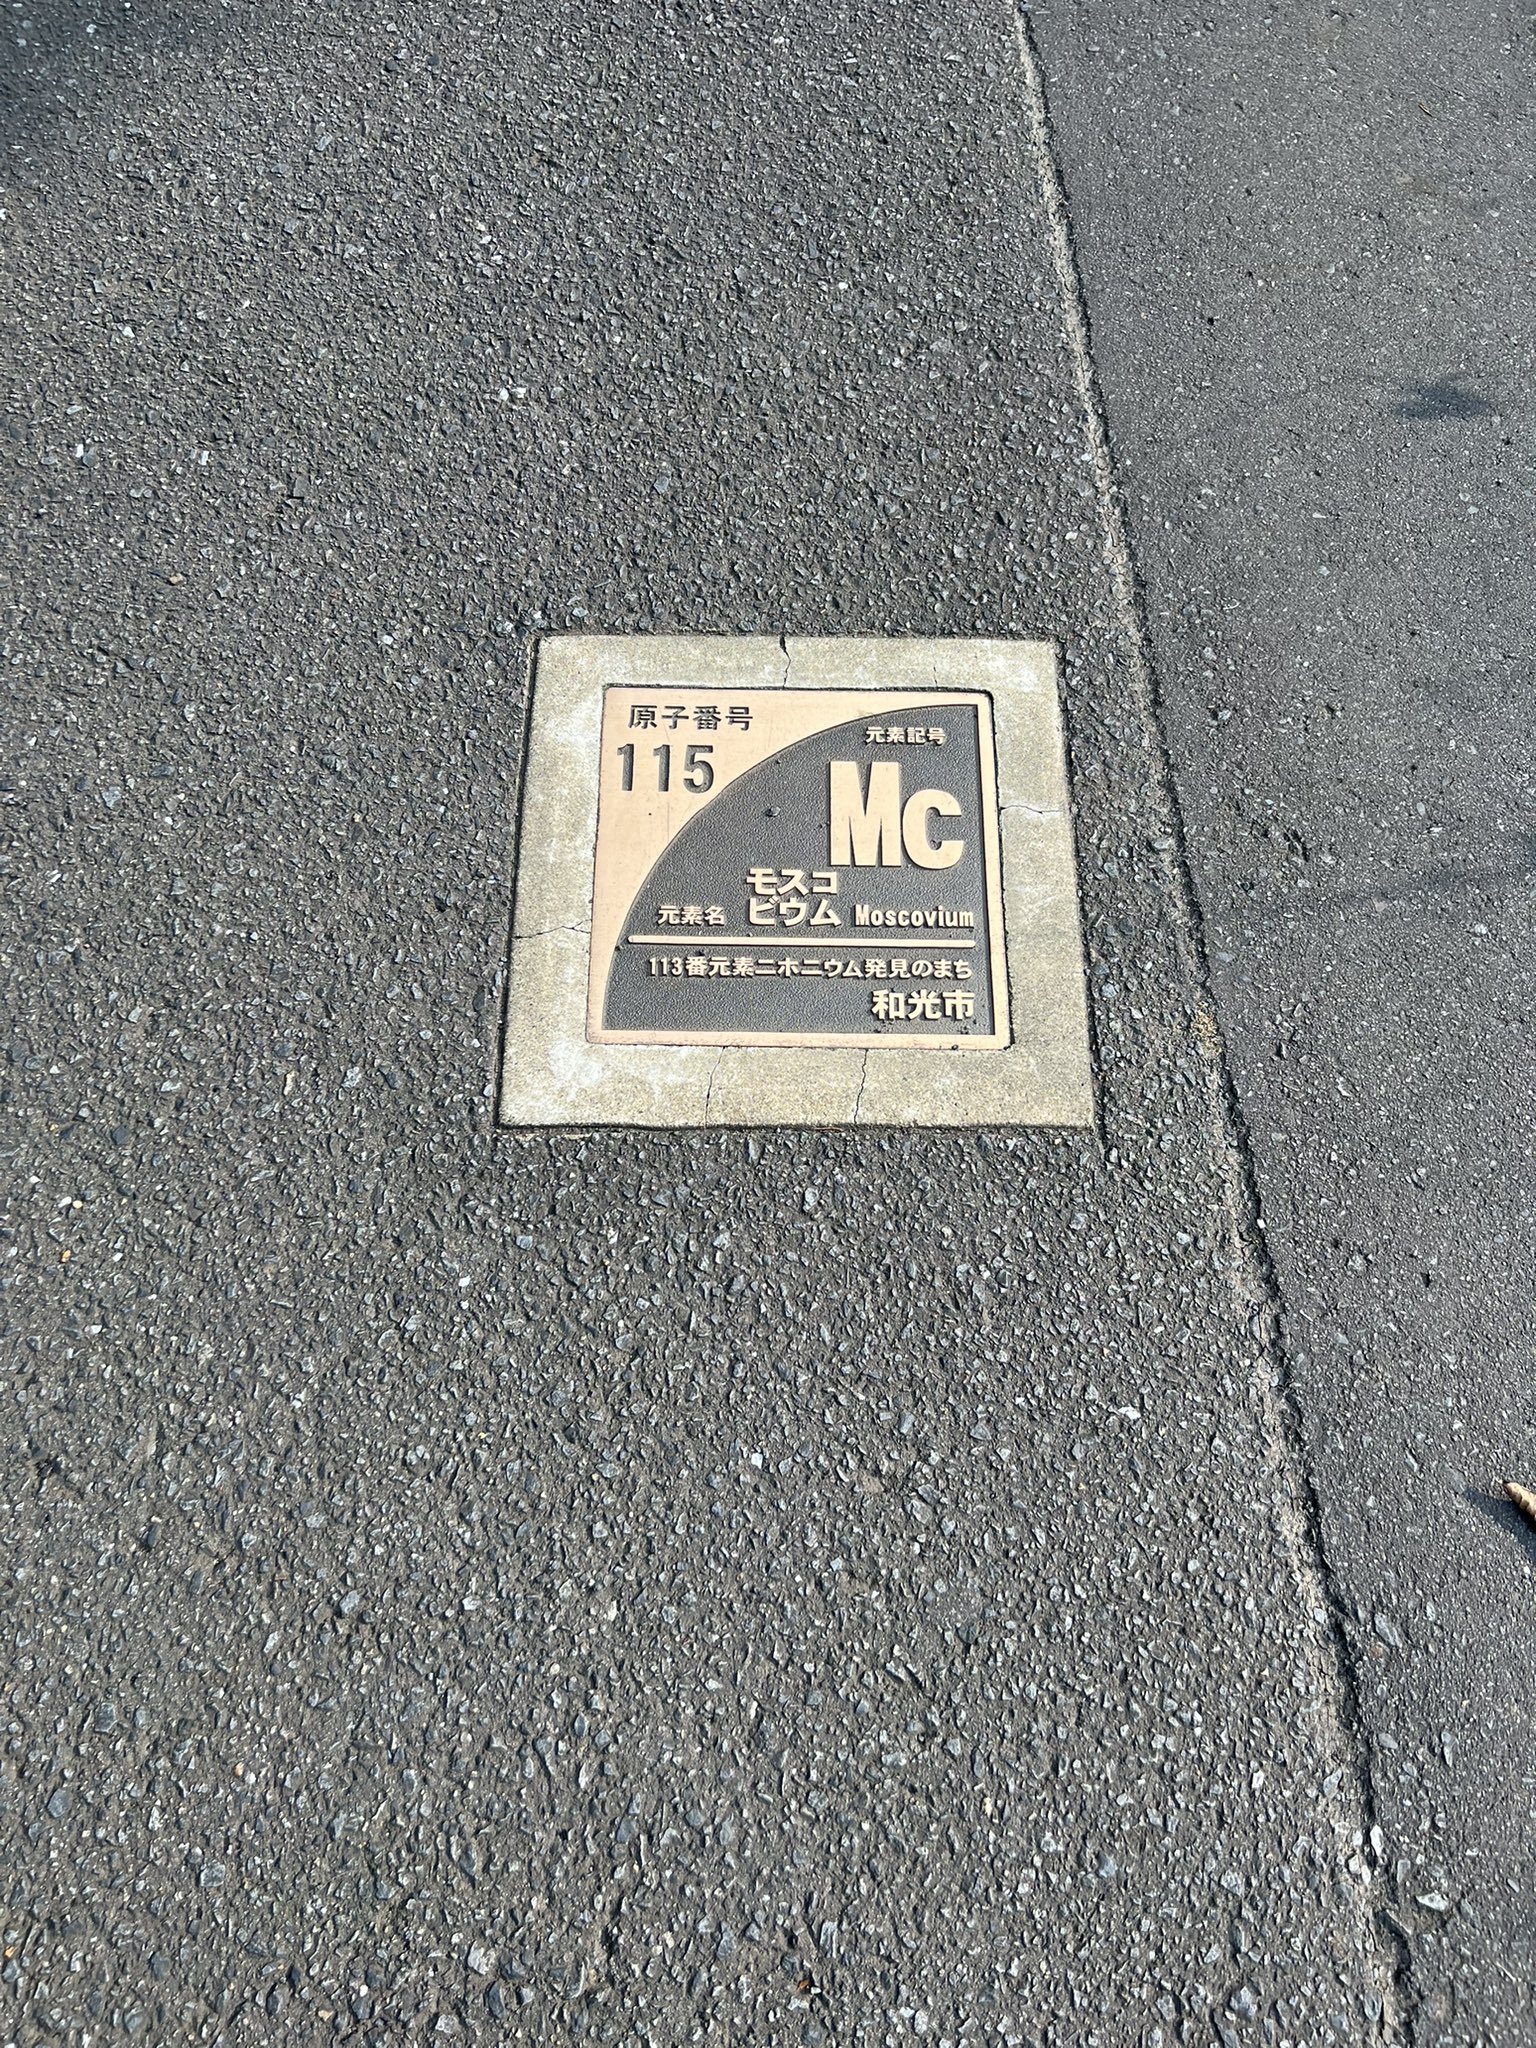 原子番号
115
元素記号
Mc
モスコ
元素名 ビウム Moscovium
113番元素ニホニウム発見のまち
和光市